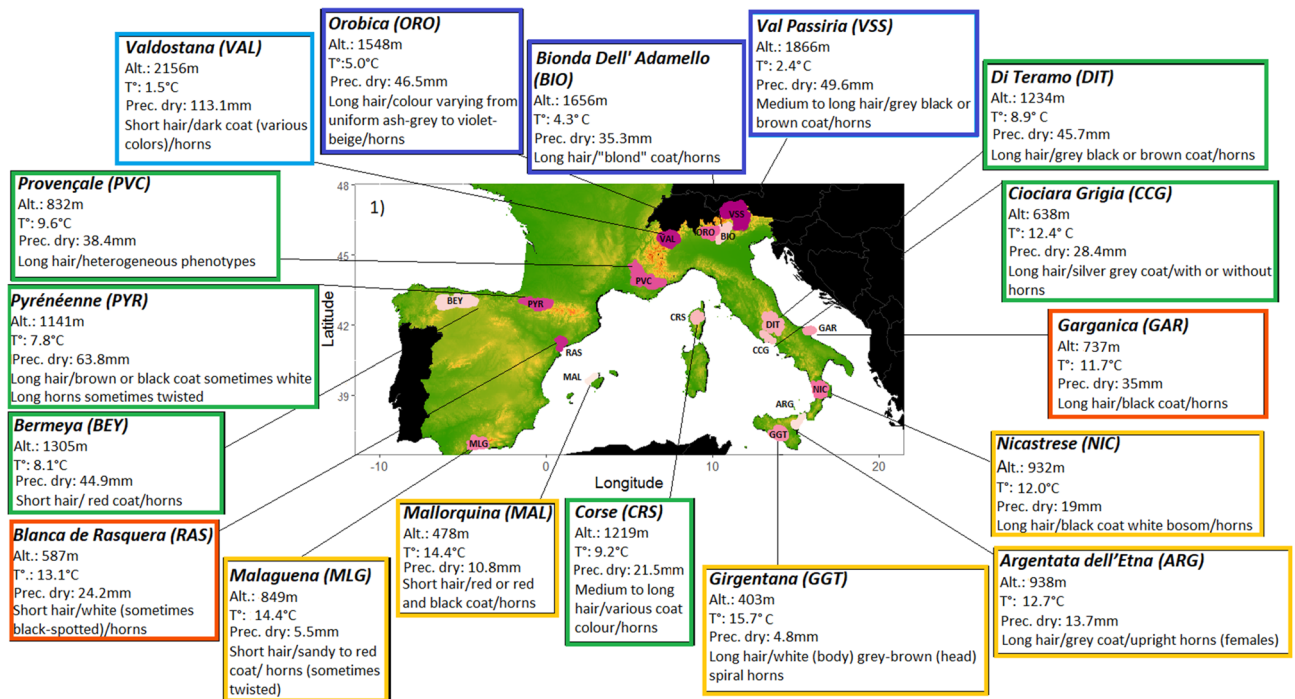 Orobica (ORO)
Alt.: 1548m
T°:5.0°C
Prec. dry: 46.5mm
Long hair/colour varying from
uniform ash-grey to violet-
beige/horns
Val Passiria (VSS)
Alt.: 1866m
T°: 2.4°C
Prec. dry: 49.6mm
Medium to long hair/grey black or
brown coat/horns
Valdostana (VAL)
Alt.: 2156m
T°: 1.5°C
Prec. dry: 113.1mm
Short hair/dark coat (various
colors)/horns
Bionda Dell' Adamello
(BIO)
Alt.: 1656m
T°: 4.3° C
Prec. dry: 35.3mm
Long hair/"blond" coat/horns
Di Teramo (DIT)
Alt.: 1234m
T°: 8.9° C
Prec. dry: 45.7mm
Long hair/grey black or brown coat/horns
Provençale (PVC)
Alt.: 832m
T°: 9.6°C
Prec. dry: 38.4mm
Long hair/heterogeneous phenotypes
Ciociara Grigia (CCG)
Alt: 638m
T°: 12.4° C
Prec. dry: 28.4mm
Long hair/silver grey coat/with or without
horns
Pyrénéenne (PYR)
Alt.: 1141m
T°: 7.8°C
Prec. dry: 63.8mm
Long hair/brown or black coat sometimes white
Long horns sometimes twisted
Garganica (GAR)
Alt: 737m
T°: 11.7°C
Prec. dry: 35mm
Long hair/black coat/horns
Bermeya (BEY)
Alt.: 1305m
T°: 8.1°C
Prec. dry: 44.9mm
Short hair/ red coat/horns
Nicastrese (NIC)
Alt.: 932m
T°: 12.0°C
Prec. dry: 19mm
Long hair/black coat white bosom/horns
Blanca de Rasquera (RAS)
Alt.: 587m
T°.: 13.1°C
Prec. dry: 24.2mm
Short hair/white (sometimes
black-spotted)/horns
Malaguena (MLG)
Alt.: 849m
T°: 14.4°C
Prec. dry: 5.5mm
Short hair/sandy to red
coat/ horns (sometimes
twisted)
Mallorquina (MAL)
Alt.: 478m
T°: 14.4°C
Prec. dry: 10.8mm
Short hair/red or red
and black coat/horns
Corse (CRS)
Alt.: 1219m
T°: 9.2°C
Prec. dry: 21.5mm
Medium to long
hair/various coat
colour/horns
Girgentana (GGT)
Alt.: 403m
T°: 15.7°C
Prec. dry: 4.8mm
Long hair/white (body) grey-brown (head)
spiral horns
Argentata dell'Etna (ARG)
Alt.: 938m
T°: 12.7°C
Prec. dry: 13.7mm
Long hair/grey coat/upright horns (females)
1)
48
45
42
39
Latitude
-10
0
10
20
Longitude
VSS
VAL
ORO
BIO
PVC
BEY
PYR
CRS
DIT
GAR
CCG
RAS
MAL
NIC
ARG
MLG
GGT